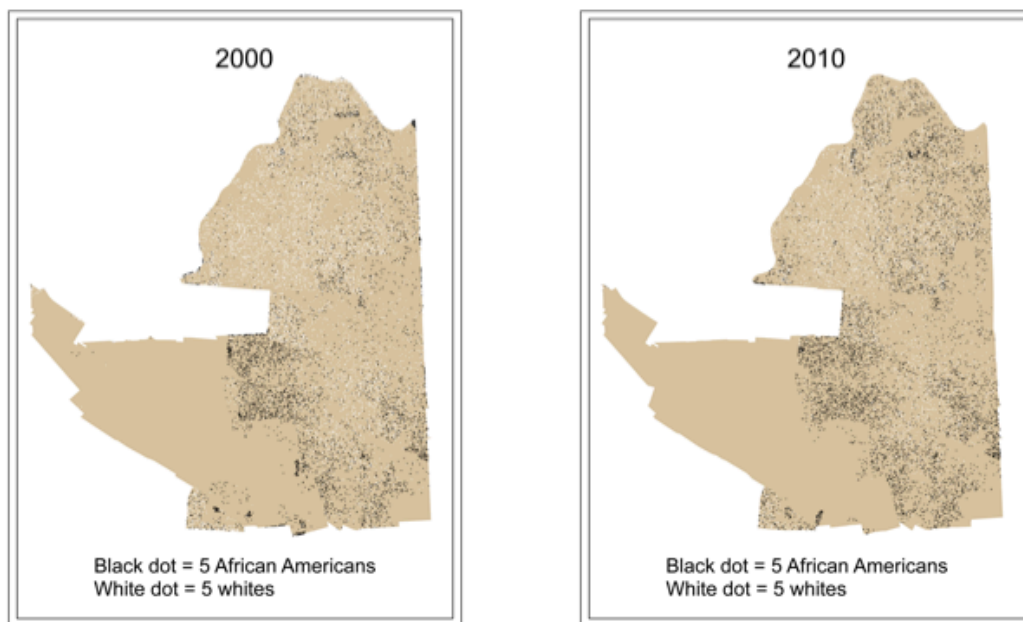 2000
Black dot = 5 African Americans
White dot = 5 whites
2010
Black dot = 5 African Americans
White dot = 5 whites